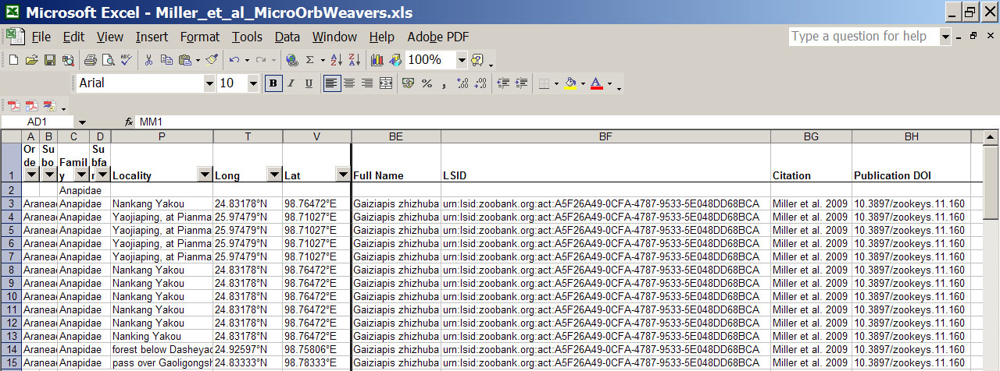 Microsoft Excel - Miller_et_al_MicroOrbWeavers.xls
File Edit View Insert Format Tools Data Window Help Adobe PDF Type a question for help
100%
Arial 10 B I U
AD1 fx MM1
A B C D P T V BE BF BG BH
1 Or de Su bo Famil y Su bfa Locality Long Lat Full Name LSID Citation Publication DOI
2 Anapidae
3 Araneae Anapidae Nankang Yakou 24.83178°N 98.76472°E Gaiziapis zhizhuba urn:lsid:zoobank.org:act:A5F26A49-0CFA-4787-9533-5E048DD68BCA Miller et al. 2009 10.3897/zookeys.11.160
4 Araneae Anapidae Yaojiaping, at Pianma 25.97479°N 98.71027°E Gaiziapis zhizhuba urn:lsid:zoobank.org:act:A5F26A49-0CFA-4787-9533-5E048DD68BCA Miller et al. 2009 10.3897/zookeys.11.160
5 Araneae Anapidae Yaojiaping, at Pianma 25.97479°N 98.71027°E Gaiziapis zhizhuba urn:lsid:zoobank.org:act:A5F26A49-0CFA-4787-9533-5E048DD68BCA Miller et al. 2009 10.3897/zookeys.11.160
6 Araneae Anapidae Yaojiaping, at Pianma 25.97479°N 98.71027°E Gaiziapis zhizhuba urn:lsid:zoobank.org:act:A5F26A49-0CFA-4787-9533-5E048DD68BCA Miller et al. 2009 10.3897/zookeys.11.160
7 Araneae Anapidae Yaojiaping, at Pianma 25.97479°N 98.71027°E Gaiziapis zhizhuba urn:lsid:zoobank.org:act:A5F26A49-0CFA-4787-9533-5E048DD68BCA Miller et al. 2009 10.3897/zookeys.11.160
8 Araneae Anapidae Nankang Yakou 24.83178°N 98.76472°E Gaiziapis zhizhuba urn:lsid:zoobank.org:act:A5F26A49-0CFA-4787-9533-5E048DD68BCA Miller et al. 2009 10.3897/zookeys.11.160
9 Araneae Anapidae Nankang Yakou 24.83178°N 98.76472°E Gaiziapis zhizhuba urn:lsid:zoobank.org:act:A5F26A49-0CFA-4787-9533-5E048DD68BCA Miller et al. 2009 10.3897/zookeys.11.160
10 Araneae Anapidae Nankang Yakou 24.83178°N 98.76472°E Gaiziapis zhizhuba urn:lsid:zoobank.org:act:A5F26A49-0CFA-4787-9533-5E048DD68BCA Miller et al. 2009 10.3897/zookeys.11.160
11 Araneae Anapidae Nankang Yakou 24.83178°N 98.76472°E Gaiziapis zhizhuba urn:lsid:zoobank.org:act:A5F26A49-0CFA-4787-9533-5E048DD68BCA Miller et al. 2009 10.3897/zookeys.11.160
12 Araneae Anapidae Nankang Yakou 24.83178°N 98.76472°E Gaiziapis zhizhuba urn:lsid:zoobank.org:act:A5F26A49-0CFA-4787-9533-5E048DD68BCA Miller et al. 2009 10.3897/zookeys.11.160
13 Araneae Anapidae Nanking Yakou 24.83178°N 98.76472°E Gaiziapis zhizhuba urn:lsid:zoobank.org:act:A5F26A49-0CFA-4787-9533-5E048DD68BCA Miller et al. 2009 10.3897/zookeys.11.160
14 Araneae Anapidae forest below Dasheyad 24.92597°N 98.75806°E Gaiziapis zhizhuba urn:lsid:zoobank.org:act:A5F26A49-0CFA-4787-9533-5E048DD68BCA Miller et al. 2009 10.3897/zookeys.11.160
15 Araneae Anapidae pass over Gaoligongsh 24.83333°N 98.78333°E Gaiziapis zhizhuba urn:lsid:zoobank.org:act:A5F26A49-0CFA-4787-9533-5E048DD68BCA Miller et al. 2009 10.3897/zookeys.11.160